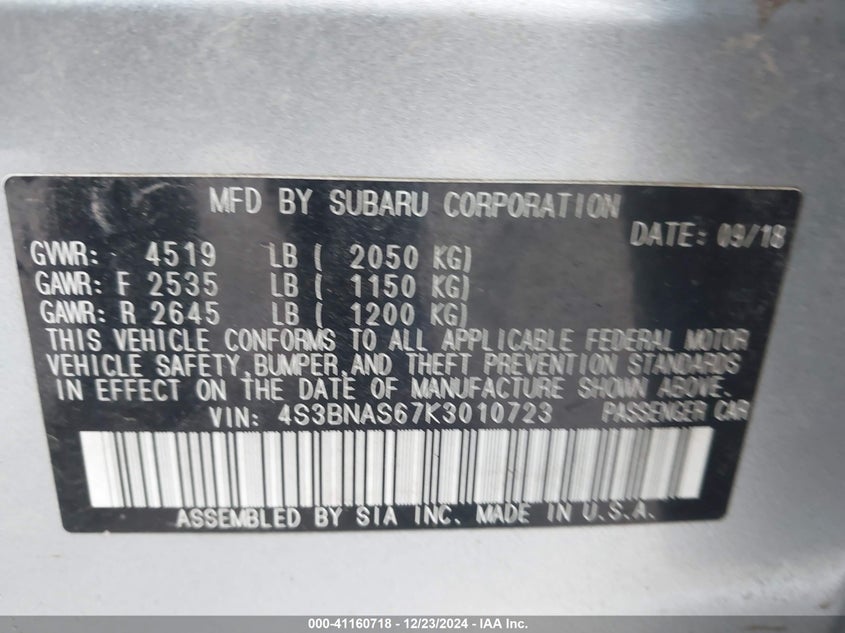 MFD BY SUBARU CORPORATION
DATE: 09/18
GVWR: 4519 LB ( 2050 KG)
GAWR: F 2535 LB ( 1150 KG)
GAWR: R 2645 LB ( 1200 KG)
THIS VEHICLE CONFORMS TO ALL APPLICABLE FEDERAL MOTOR
VEHICLE SAFETY, BUMPER, AND THEFT PREVENTION STANDARDS
IN EFFECT ON THE DATE OF MANUFACTURE SHOWN ABOVE.
VIN: 4S3BNAS67K3010723 PASSENGER CAR
ASSEMBLED BY SIA INC. MADE IN U.S.A.
000-41160718 - 12/23/2024 - IAA Inc.